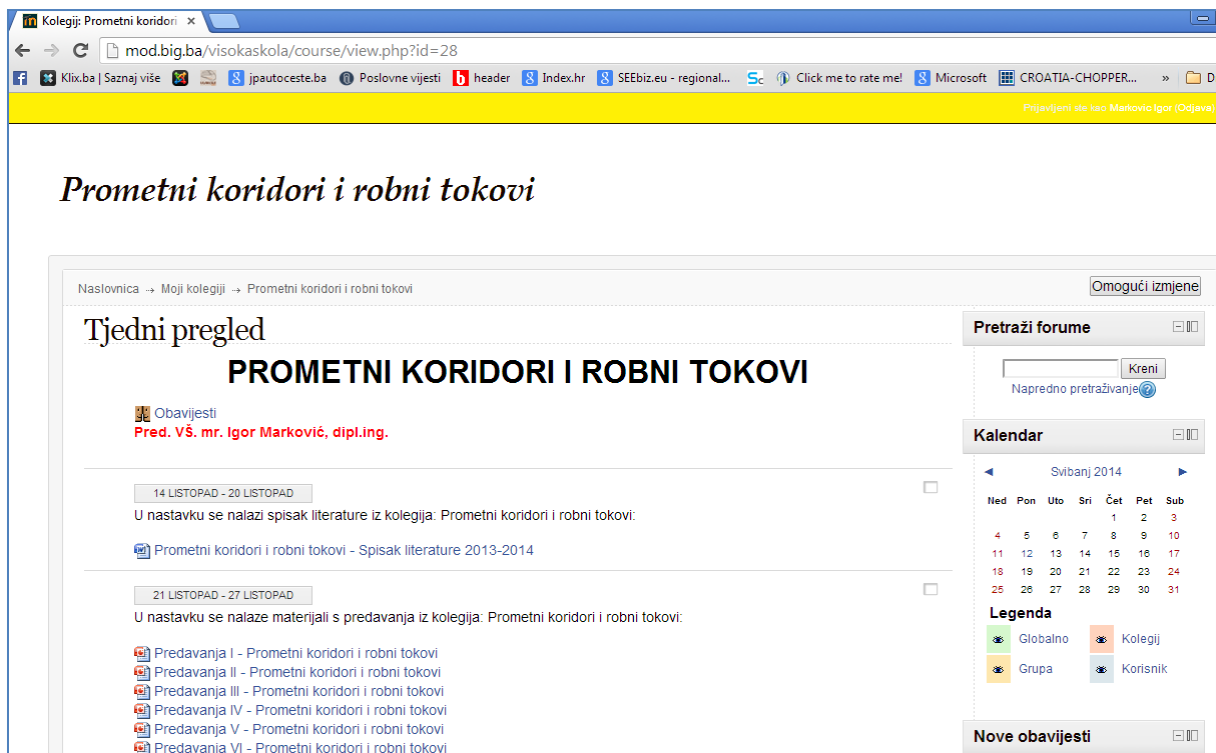 Kolegij: Prometni koridori
mod.big.ba/visokaskola/course/view.php?id=28
Klix.ba | Saznaj više jpautoceste.ba Poslovne vijesti header Index.hr SEEbiz.eu - regional... Click me to rate me! Microsoft CROATIA-CHOPPER... » D
Prijavljeni ste kao Markovic Igor (Odjava)
Prometni koridori i robni tokovi
Naslovnica → Moji kolegiji → Prometni koridori i robni tokovi
Omogući izmjene
Tjedni pregled
PROMETNI KORIDORI I ROBNI TOKOVI
Obavijesti
Pred. VŠ. mr. Igor Marković, dipl.ing.
14 LISTOPAD - 20 LISTOPAD
U nastavku se nalazi spisak literature iz kolegija: Prometni koridori i robni tokovi:
Prometni koridori i robni tokovi - Spisak literature 2013-2014
21 LISTOPAD - 27 LISTOPAD
U nastavku se nalaze materijali s predavanja iz kolegija: Prometni koridori i robni tokovi:
Predavanja I - Prometni koridori i robni tokovi
Predavanja II - Prometni koridori i robni tokovi
Predavanja III - Prometni koridori i robni tokovi
Predavanja IV - Prometni koridori i robni tokovi
Predavanja V - Prometni koridori i robni tokovi
Predavanja VI - Prometni koridori i robni tokovi
Pretraži forume
Kreni
Napredno pretraživanje
Kalendar
◄ Svibanj 2014 ►
Ned Pon Uto Sri Čet Pet Sub
1 2 3
4 5 6 7 8 9 10
11 12 13 14 15 16 17
18 19 20 21 22 23 24
25 26 27 28 29 30 31
Legenda
Globalno Kolegij
Grupa Korisnik
Nove obavijesti